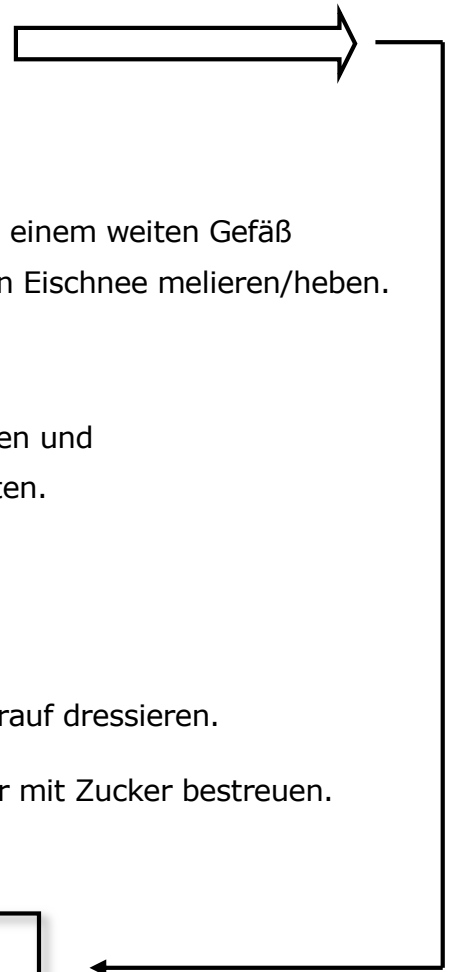 einem weiten Gefäß
n Eischnee melieren/heben.
en und
ten.
rauf dressieren.
r mit Zucker bestreuen.